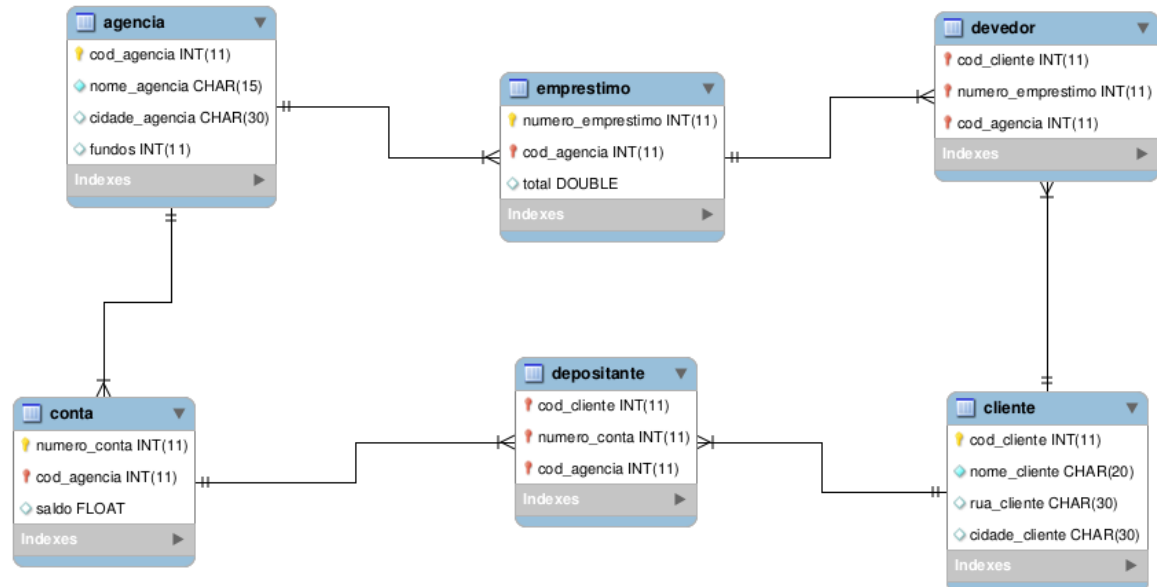 agencia
cod_agencia INT(11)
nome_agencia CHAR(15)
cidade_agencia CHAR(30)
fundos INT(11)
Indexes
emprestimo
numero_emprestimo INT(11)
cod_agencia INT(11)
total DOUBLE
Indexes
devedor
cod_cliente INT(11)
numero_emprestimo INT(11)
cod_agencia INT(11)
Indexes
conta
numero_conta INT(11)
cod_agencia INT(11)
saldo FLOAT
Indexes
depositante
cod_cliente INT(11)
numero_conta INT(11)
cod_agencia INT(11)
Indexes
cliente
cod_cliente INT(11)
nome_cliente CHAR(20)
rua_cliente CHAR(30)
cidade_cliente CHAR(30)
Indexes